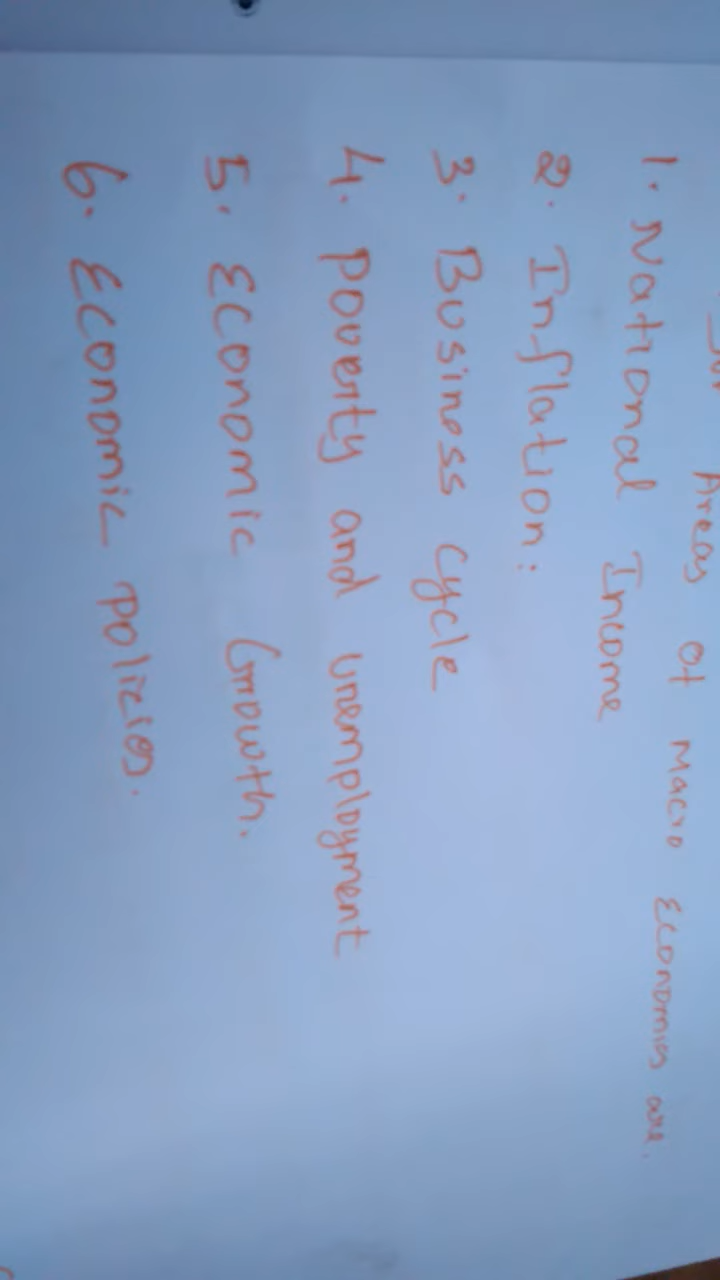 Areas of Macro Economics are.
1. National Income
2. Inflation:
3. Business Cycle
4. Poverty and Unemployment
5. Economic Growth.
6. Economic policies.